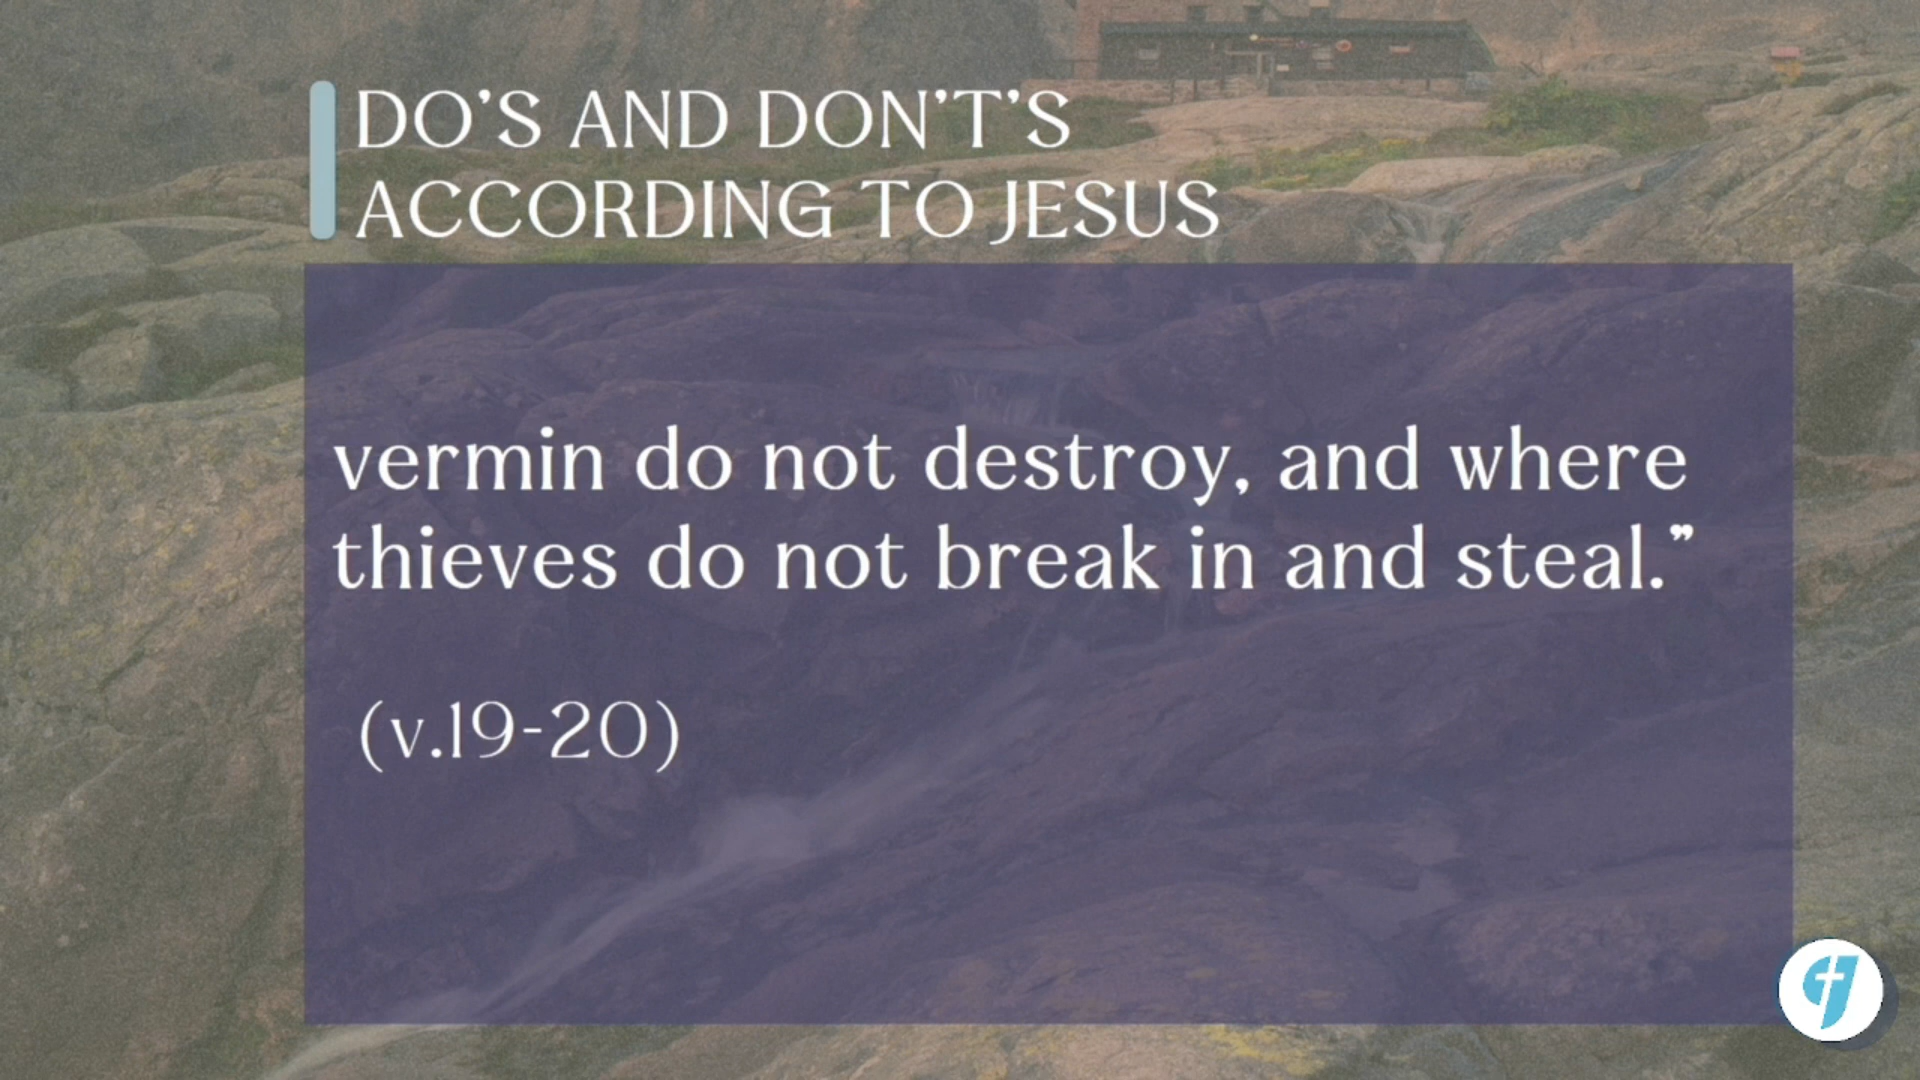 DO’S AND DON’T’S
ACCORDING TO JESUS
vermin do not destroy, and where
thieves do not break in and steal.”
(v.19-20)